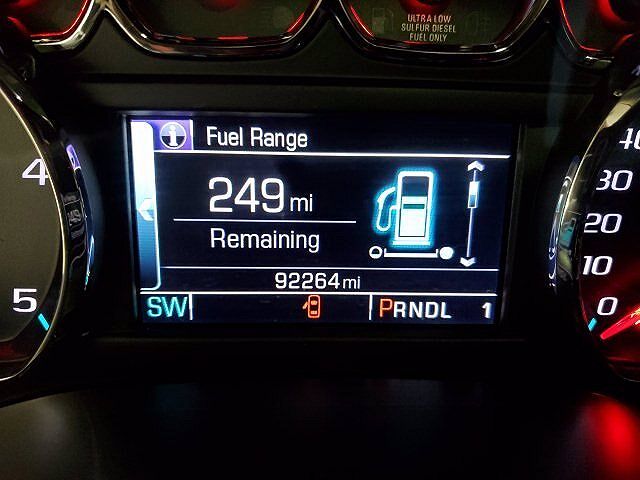 ULTRA LOW
SULFUR DIESEL
FUEL ONLY
i Fuel Range
249 mi
Remaining
92264 mi
SW PRNDL 1
4
5
40
30
20
10
0